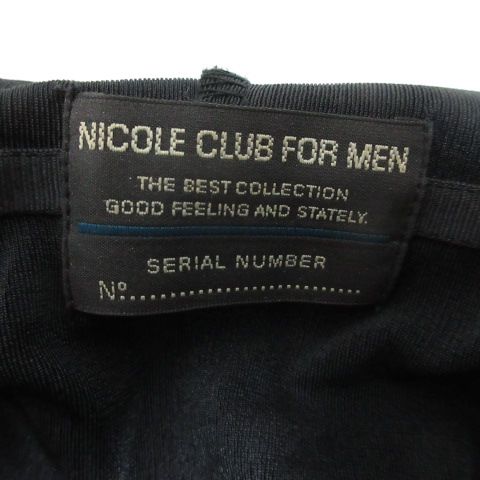 NICOLE CLUB FOR MEN
THE BEST COLLECTION
GOOD FEELING AND STATELY.
SERIAL NUMBER
Nº..............................